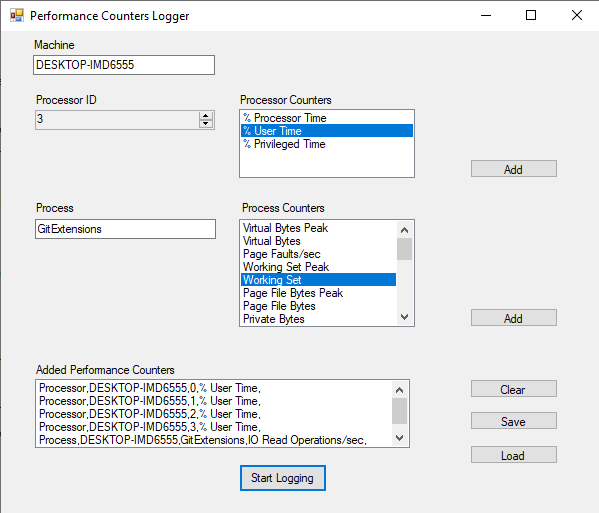 Performance Counters Logger
Machine
DESKTOP-IMD6555
Processor ID
3
Processor Counters
% Processor Time
% User Time
% Privileged Time
Add
Process
GitExtensions
Process Counters
Virtual Bytes Peak
Virtual Bytes
Page Faults/sec
Working Set Peak
Working Set
Page File Bytes Peak
Page File Bytes
Private Bytes
Add
Added Performance Counters
Processor,DESKTOP-IMD6555,0,% User Time,
Processor,DESKTOP-IMD6555,1,% User Time,
Processor,DESKTOP-IMD6555,2,% User Time,
Processor,DESKTOP-IMD6555,3,% User Time,
Process,DESKTOP-IMD6555,GitExtensions,IO Read Operations/sec,
Clear
Save
Load
Start Logging